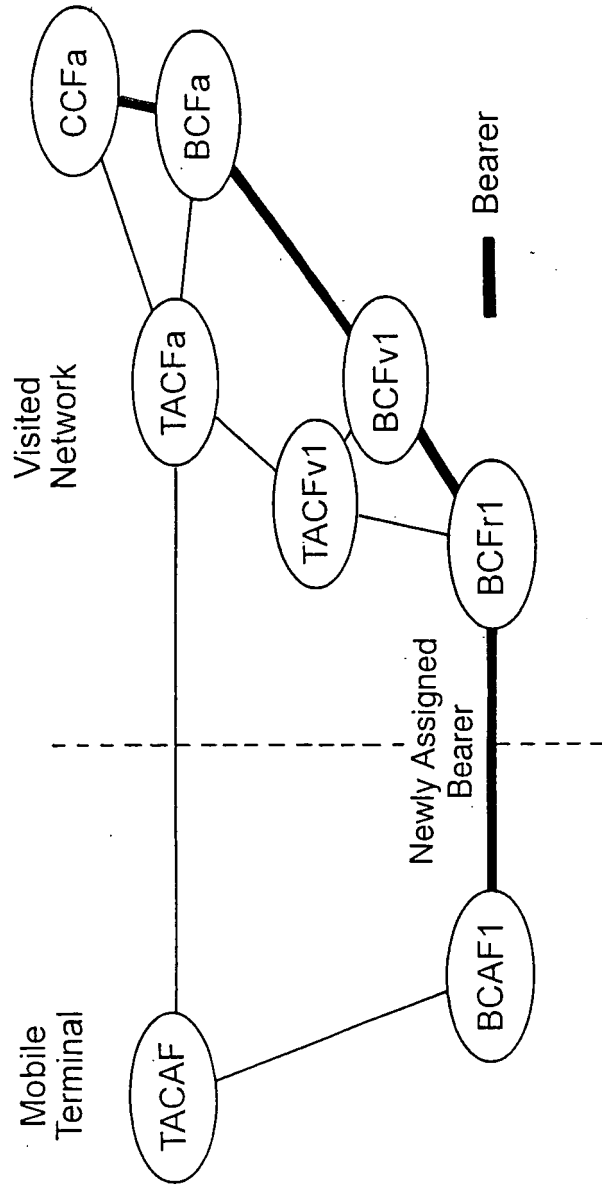 Mobile
Terminal
Visited
Network
TACAF
TACFa
CCFa
BCFa
TACFv1
BCFv1
BCFr1
BCAF1
Newly Assigned
Bearer
Bearer